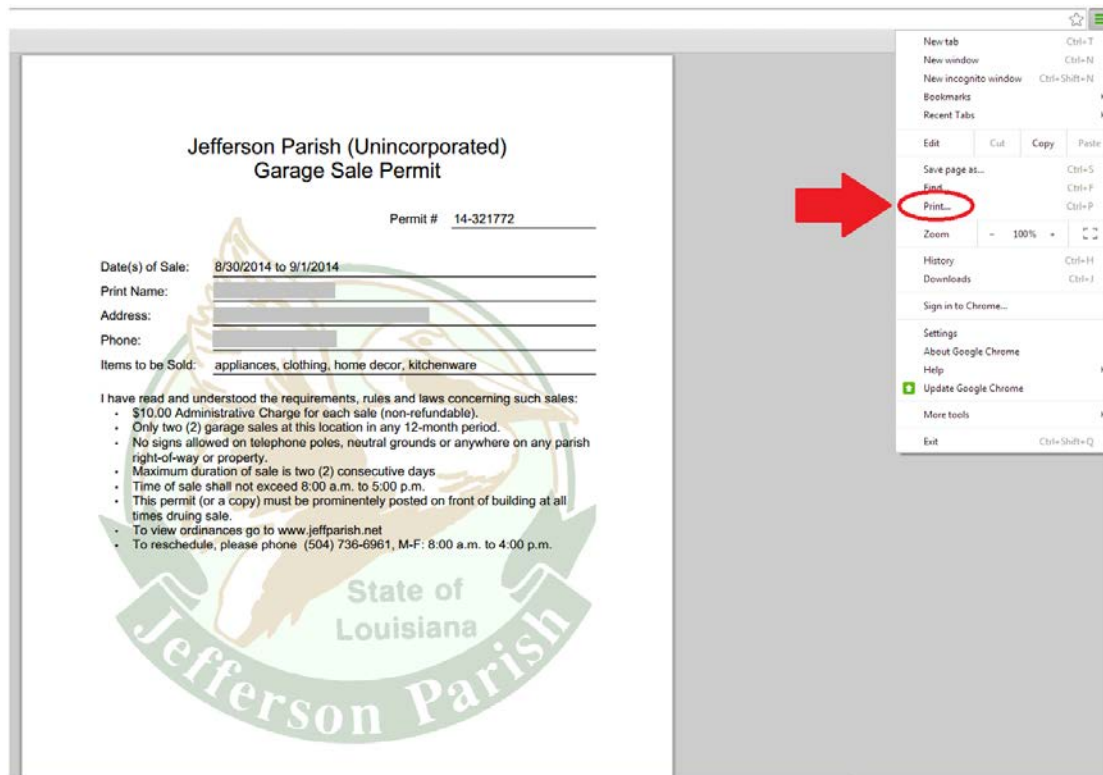 Jefferson Parish (Unincorporated)
Garage Sale Permit
Permit # 14-321772
Date(s) of Sale: 8/30/2014 to 9/1/2014
Print Name:
Address:
Phone:
Items to be Sold: appliances, clothing, home decor, kitchenware
I have read and understood the requirements, rules and laws concerning such sales:
- $10.00 Administrative Charge for each sale (non-refundable).
- Only two (2) garage sales at this location in any 12-month period.
- No signs allowed on telephone poles, neutral grounds or anywhere on any parish
right-of-way or property.
- Maximum duration of sale is two (2) consecutive days
- Time of sale shall not exceed 8:00 a.m. to 5:00 p.m.
- This permit (or a copy) must be prominentely posted on front of building at all
times druing sale.
- To view ordinances go to www.jeffparish.net
- To reschedule, please phone (504) 736-6961, M-F: 8:00 a.m. to 4:00 p.m.
State of
Louisiana
Jefferson Parish
New tab Ctrl+T
New window Ctrl+N
New incognito window Ctrl+Shift+N
Bookmarks
Recent Tabs
Edit Cut Copy Paste
Save page as... Ctrl+S
Find... Ctrl+F
Print... Ctrl+P
Zoom - 100% +
History Ctrl+H
Downloads Ctrl+J
Sign in to Chrome...
Settings
About Google Chrome
Help
Update Google Chrome
More tools
Exit Ctrl+Shift+Q